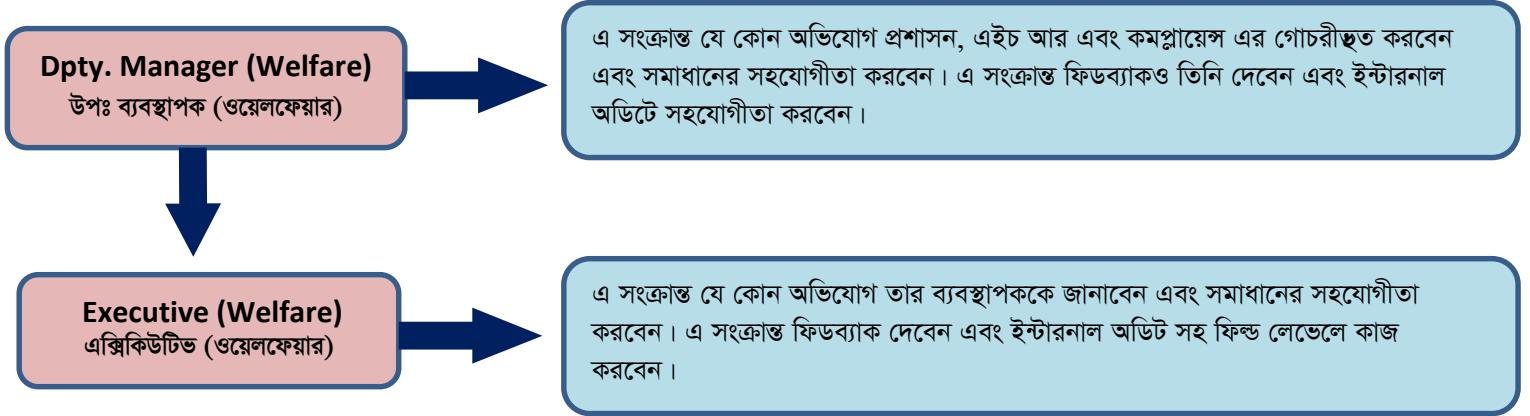 Dpty. Manager (Welfare)
উপঃ ব্যবস্থাপক (ওয়েলফেয়ার)
এ সংক্রান্ত যে কোন অভিযোগ প্রশাসন, এইচ আর এবং কমপ্লায়েন্স এর গোচরীভূত করবেন
এবং সমাধানের সহযোগীতা করবেন। এ সংক্রান্ত ফিডব্যাকও তিনি দেবেন এবং ইন্টারনাল
অডিটে সহযোগীতা করবেন।
Executive (Welfare)
এক্সিকিউটিভ (ওয়েলফেয়ার)
এ সংক্রান্ত যে কোন অভিযোগ তার ব্যবস্থাপককে জানাবেন এবং সমাধানের সহযোগীতা
করবেন। এ সংক্রান্ত ফিডব্যাক দেবেন এবং ইন্টারনাল অডিট সহ ফিল্ড লেভেলে কাজ
করবেন।